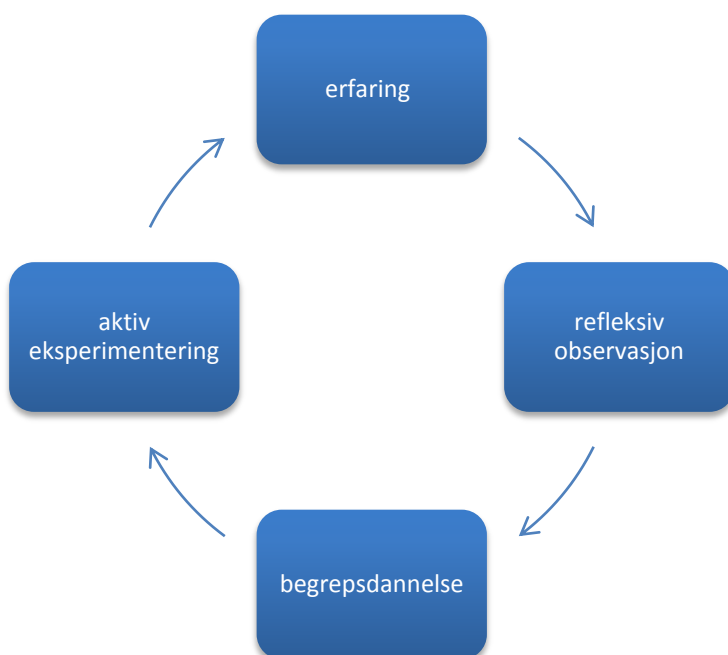 erfaring
refleksiv
observasjon
begrepsdannelse
aktiv
eksperimentering